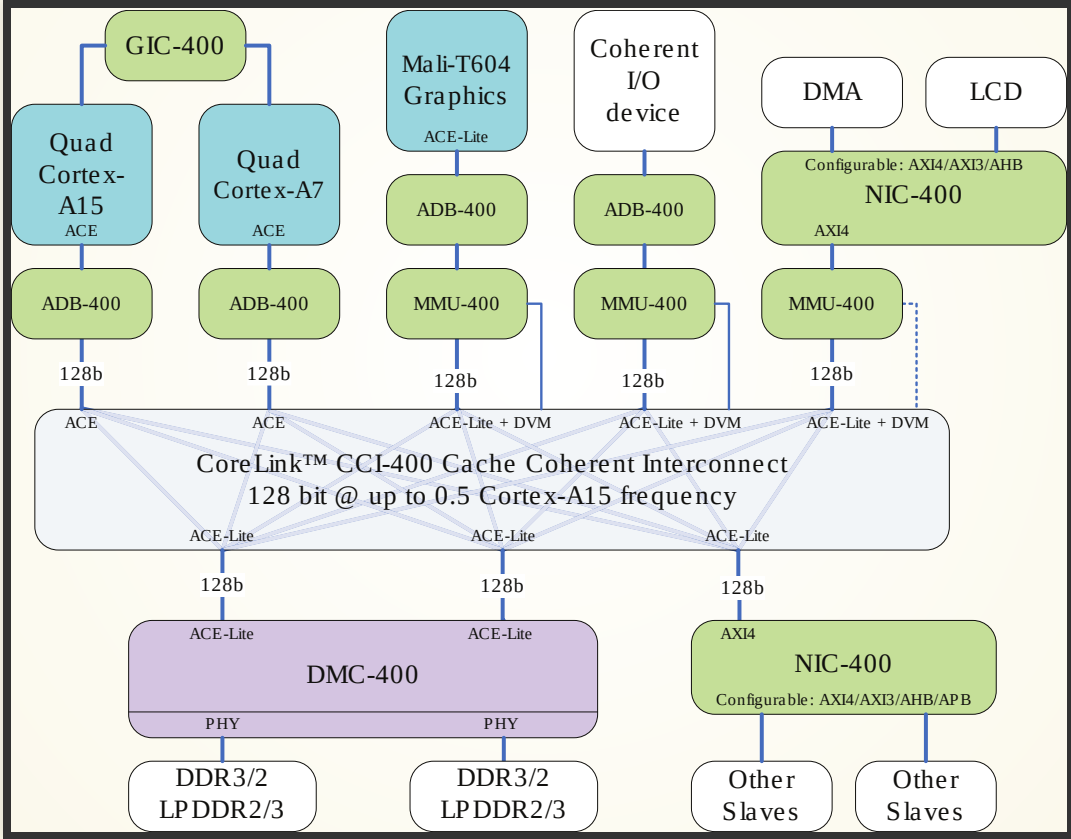 GIC-400
Quad
Cortex-
A15
ACE
Quad
Cortex-A7
ACE
Mali-T604
Graphics
ACE-Lite
Coherent
I/O
device
DMA
LCD
Configurable: AXI4/AXI3/AHB
NIC-400
AXI4
ADB-400
ADB-400
ADB-400
ADB-400
MMU-400
MMU-400
MMU-400
128b
128b
128b
128b
128b
ACE
ACE
ACE-Lite + DVM
ACE-Lite + DVM
ACE-Lite + DVM
CoreLink™ CCI-400 Cache Coherent Interconnect
128 bit @ up to 0.5 Cortex-A15 frequency
ACE-Lite
ACE-Lite
ACE-Lite
128b
128b
128b
ACE-Lite
ACE-Lite
DMC-400
PHY
PHY
AXI4
NIC-400
Configurable: AXI4/AXI3/AHB/APB
DDR3/2
LPDDR2/3
DDR3/2
LPDDR2/3
Other
Slaves
Other
Slaves